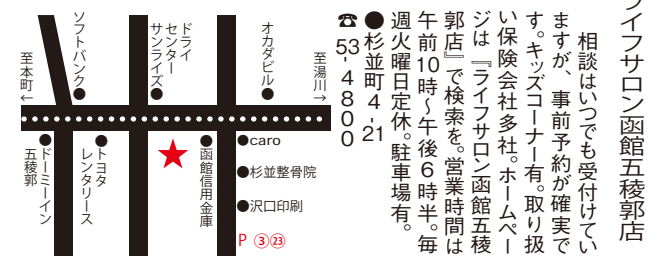 イフサロン函館五稜郭店
相談はいつでも受付けてい
ますが、事前予約が確実で
す。キッズコーナー有。取り扱
い保険会社多社。ホームペー
ジは『ライフサロン函館五稜
郭店』で検索を。営業時間は
午前10時～午後6時半。毎
週火曜日定休。駐車場有。
●杉並町4-21
☎53-4800
至湯川→
オカダビル●
ドライ
センター
サンライズ●
ソフトバンク●
至本町←
●caro
●杉並整骨院
●沢口印刷
P ③㉓
●函館信用金庫
★
●トヨタ
レンタリース
●ドーミーイン
五稜郭